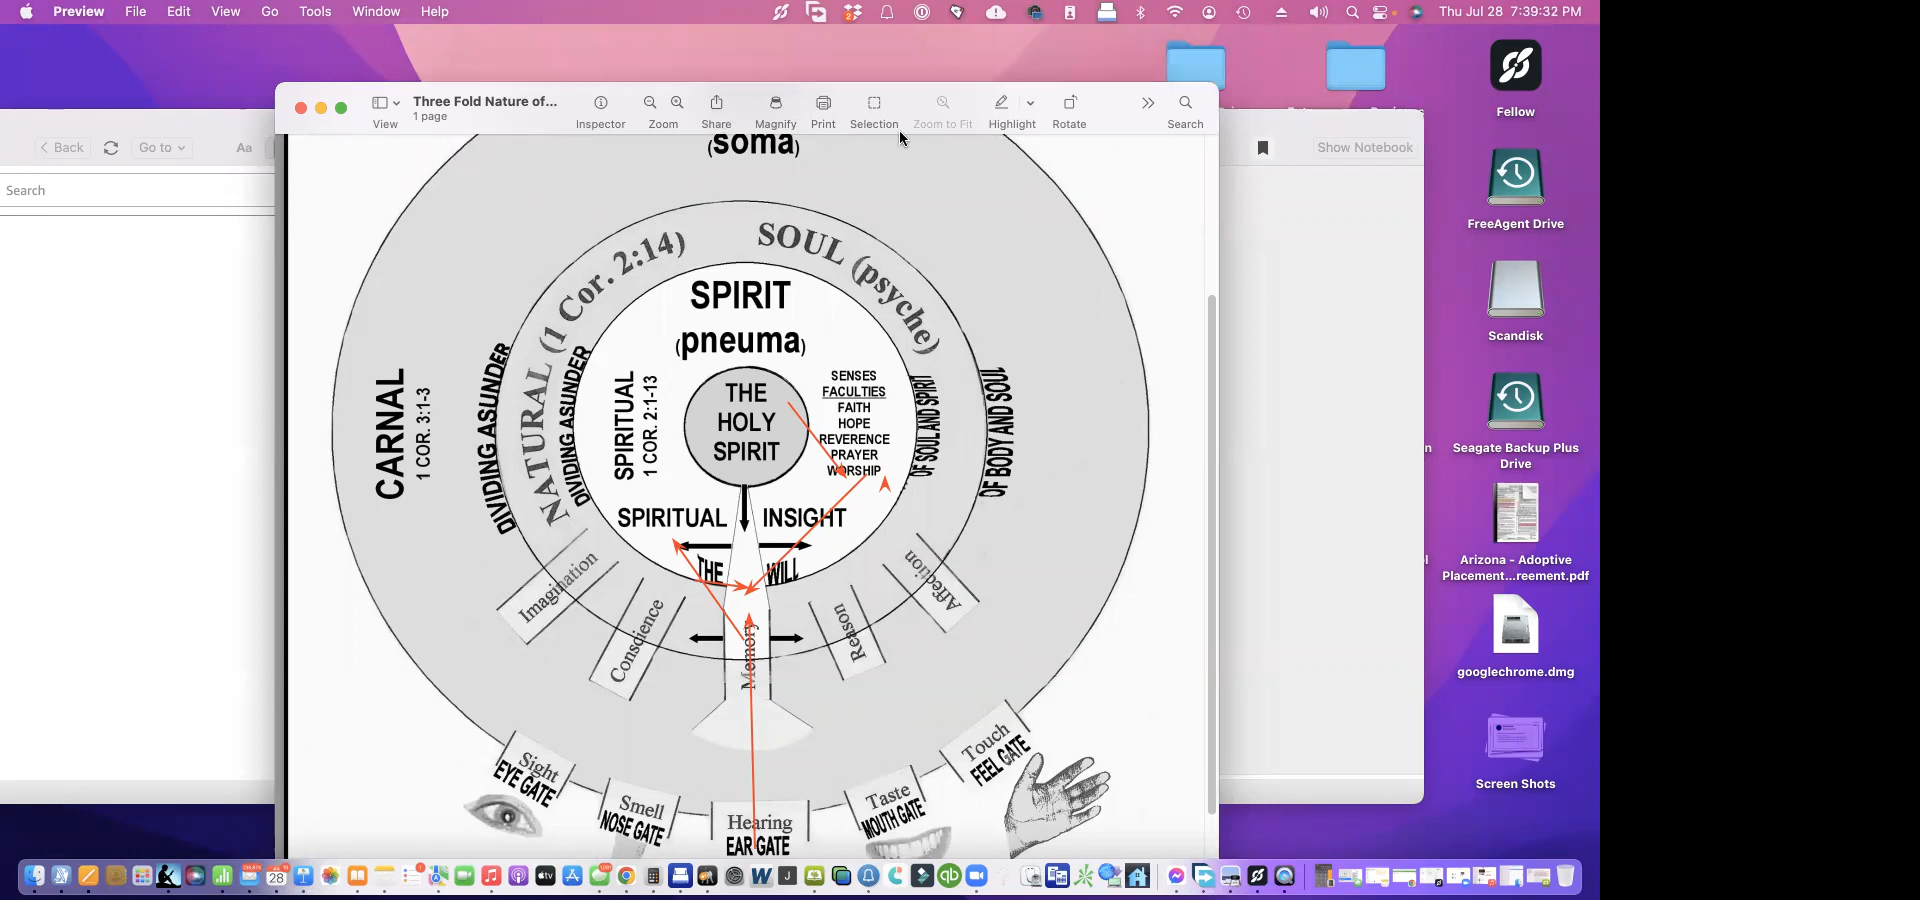 Preview File Edit View Go Tools Window Help
Thu Jul 28 7:39:32 PM
Three Fold Nature of...
1 page
View
Inspector
Zoom
Share
Magnify
Print
Selection
Zoom to Fit
Highlight
Rotate
Search
Back
Go to
Aa
Search
Show Notebook
(soma)
NATURAL (1 Cor. 2:14)
SOUL (psyche)
SPIRIT
(pneuma)
CARNAL
1 COR. 3:1-3
DIVIDING ASUNDER
DIVIDING ASUNDER
SPIRITUAL
1 COR. 2:1-13
THE
HOLY
SPIRIT
SENSES
FACULTIES
FAITH
HOPE
REVERENCE
PRAYER
WORSHIP
OF SOUL AND SPIRIT
OF BODY AND SOUL
SPIRITUAL INSIGHT
THE WILL
Imagination
Conscience
Memory
Reason
Affection
Sight
EYE GATE
Smell
NOSE GATE
Hearing
EAR GATE
Taste
MOUTH GATE
Touch
FEEL GATE
Fellow
FreeAgent Drive
Scandisk
Seagate Backup Plus
Drive
Arizona - Adoptive
Placement...reement.pdf
googlechrome.dmg
Screen Shots